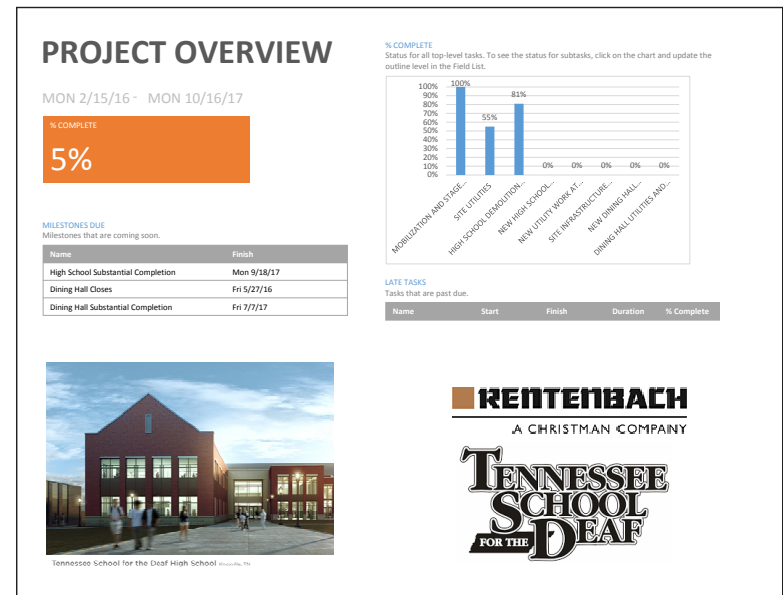 PROJECT OVERVIEW
MON 2/15/16 - MON 10/16/17
% COMPLETE
5%
MILESTONES DUE
Milestones that are coming soon.
Name Finish
High School Substantial Completion Mon 9/18/17
Dining Hall Closes Fri 5/27/16
Dining Hall Substantial Completion Fri 7/7/17
% COMPLETE
Status for all top-level tasks. To see the status for subtasks, click on the chart and update the
outline level in the Field List.
100%
90%
80%
70%
60%
50%
40%
30%
20%
10%
0%
100%
55%
81%
0% 0% 0% 0% 0%
MOBILIZATION AND STAGE...
SITE UTILITIES
HIGH SCHOOL DEMOLITION...
NEW HIGH SCHOOL...
NEW UTILITY WORK AT...
SITE INFRASTRUCTURE...
NEW DINING HALL...
DINING HALL UTILITIES AND...
LATE TASKS
Tasks that are past due.
Name Start Finish Duration % Complete
Tennessee School for the Deaf High School Knoxville, TN
RENTENBACH
A CHRISTMAN COMPANY
TENNESSEE
SCHOOL
FOR THE DEAF